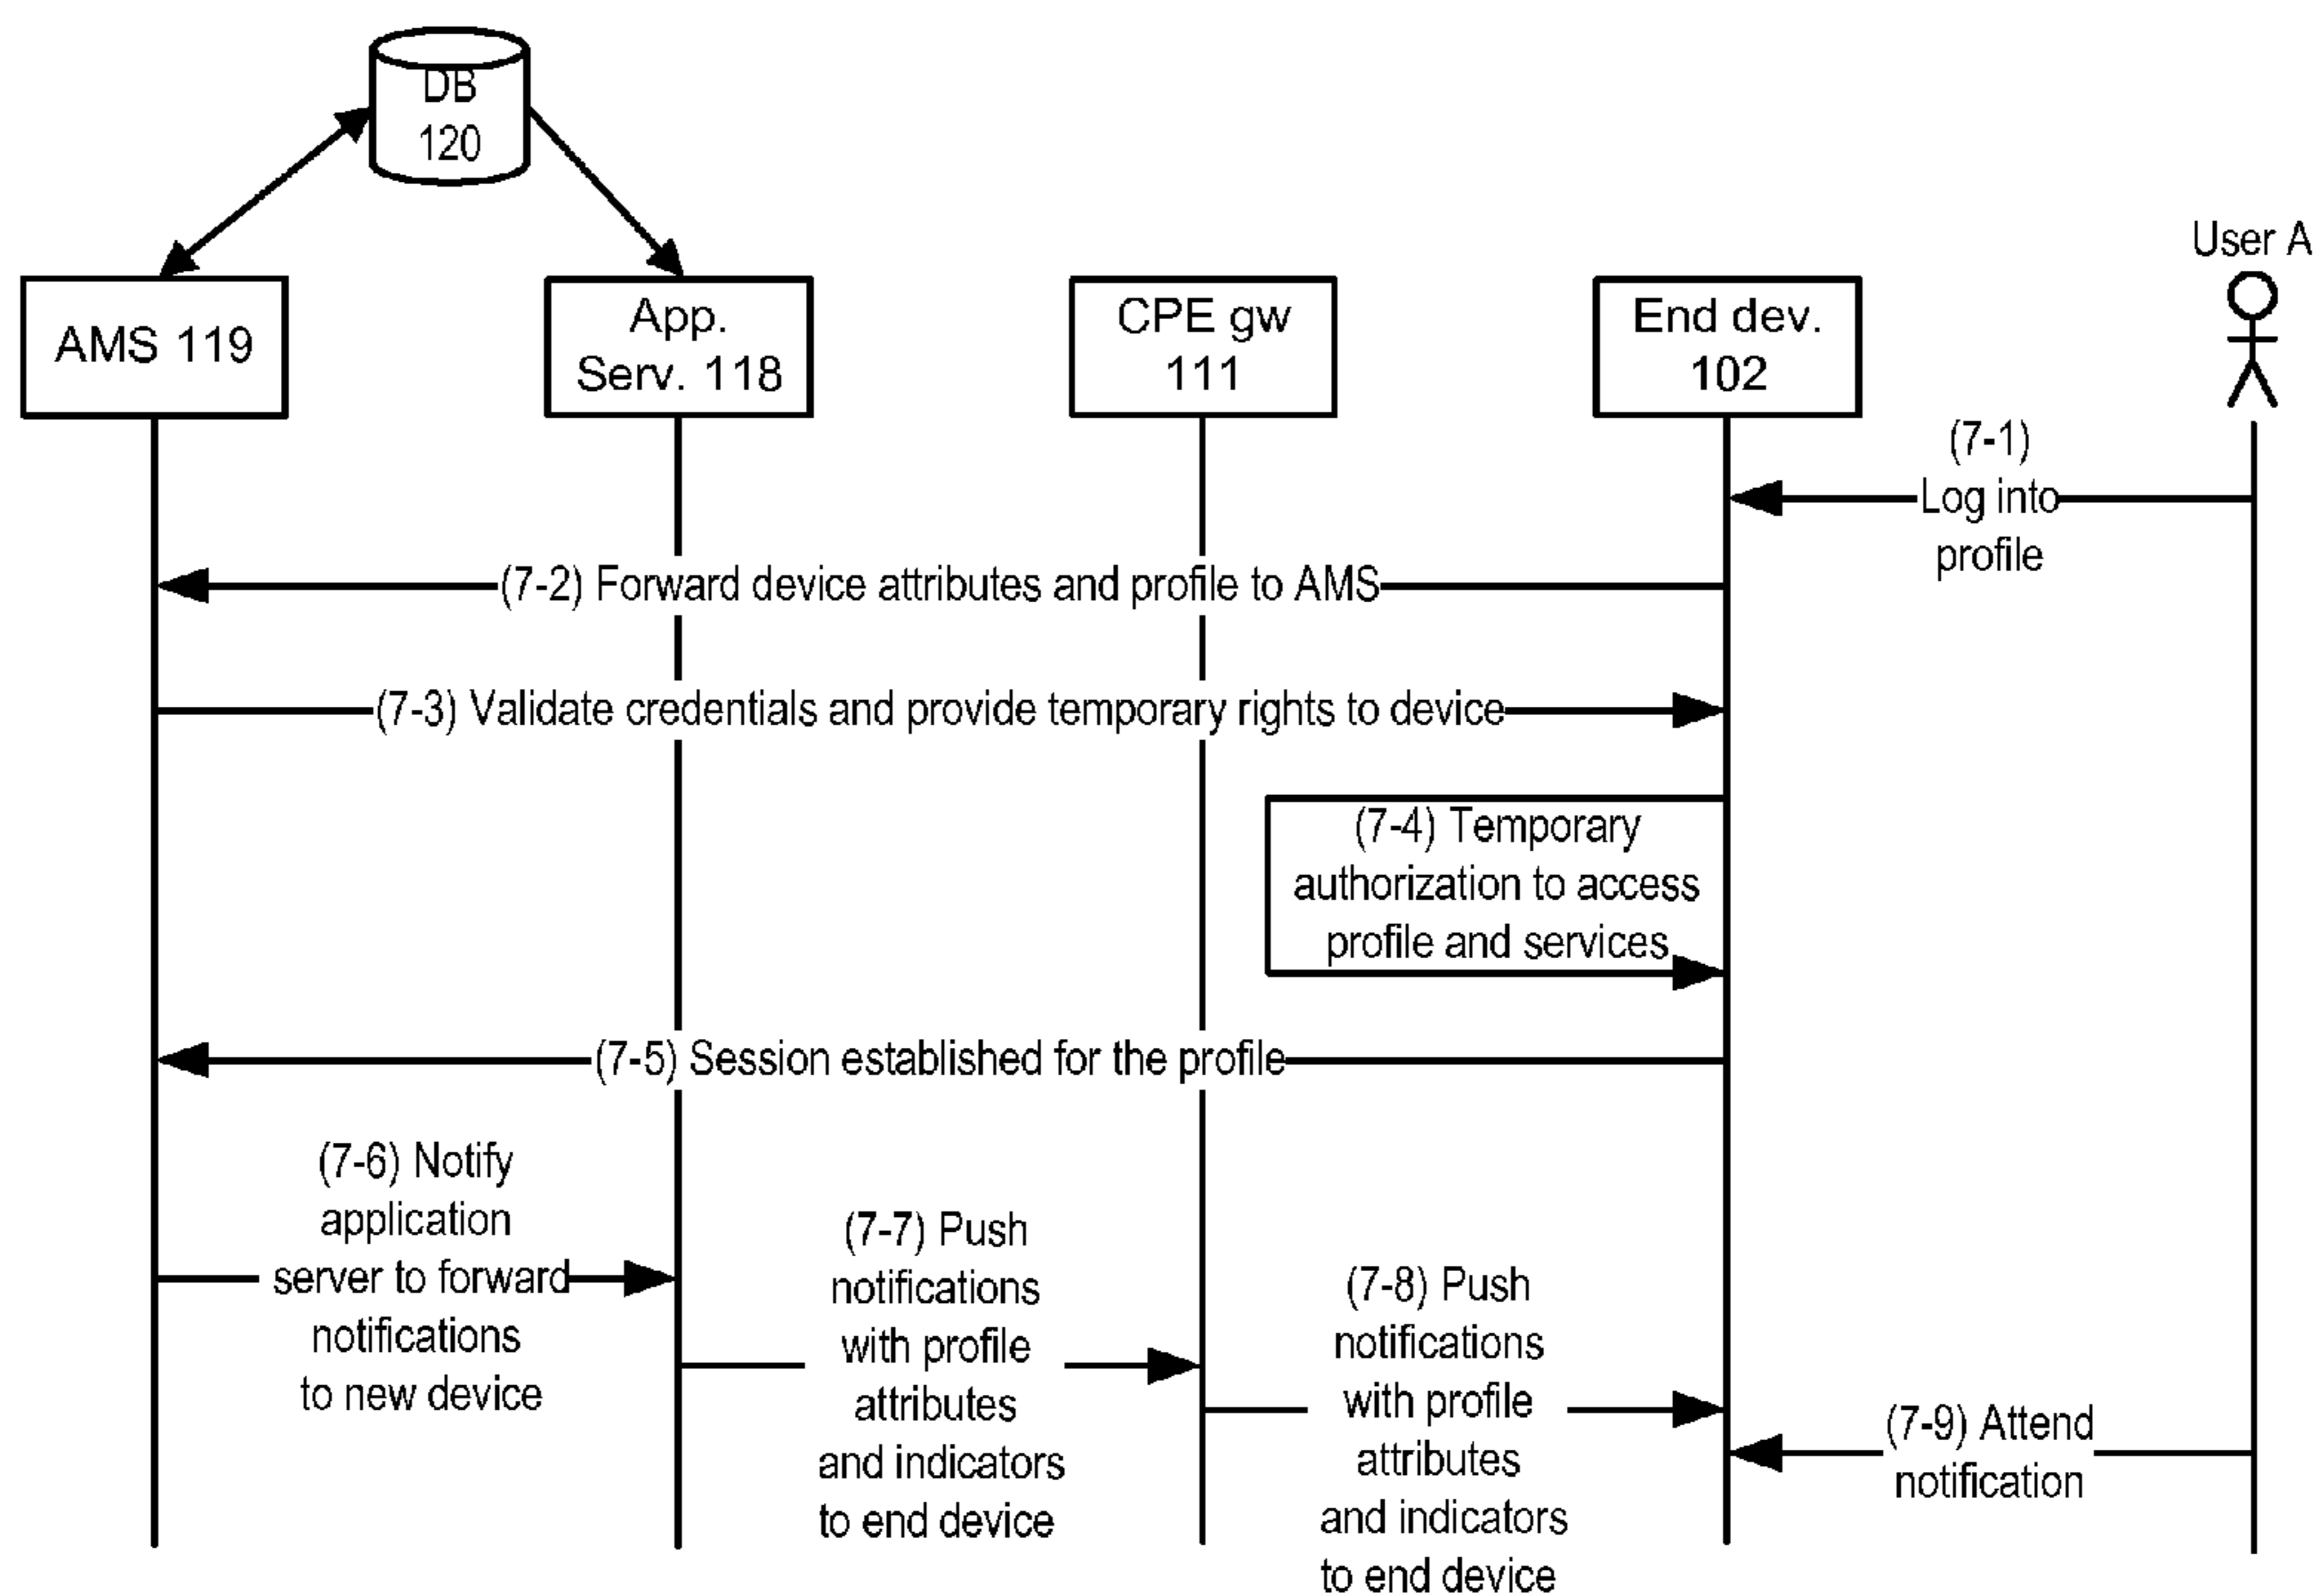 DB
120
User A
AMS 119
App.
Serv. 118
CPE gw
111
End dev.
102
(7-1)
Log into
profile
(7-2) Forward device attributes and profile to AMS
(7-3) Validate credentials and provide temporary rights to device
(7-4) Temporary
authorization to access
profile and services
(7-5) Session established for the profile
(7-6) Notify
application
server to forward
notifications
to new device
(7-7) Push
notifications
with profile
attributes
and indicators
to end device
(7-8) Push
notifications
with profile
attributes
and indicators
to end device
(7-9) Attend
notification